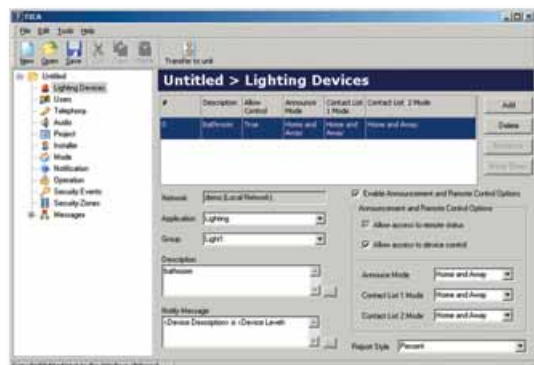 File Edit Tools Help
New Open Save Transfer to unit
Untitled
Lighting Devices
Users
Telephony
Audio
Project
Installer
Mode
Notification
Operation
Security Events
Security Zones
Messages
Untitled > Lighting Devices
# Description Allow Control Announce Mode Contact List 1 Mode Contact List 2 Mode
bathroom True Home and Away Home and Away Home and Away
Add
Delete
Network (Local Network)
Application Lighting
Group Light1
Description
bathroom
Notify Message
<Device Description> is <Device Level>
Enable Announcement and Remote Control Options
Announcement and Remote Control Options
Allow access to remote status
Allow access to device control
Announce Mode Home and Away
Contact List 1 Mode Home and Away
Contact List 2 Mode Home and Away
Report Style Percent